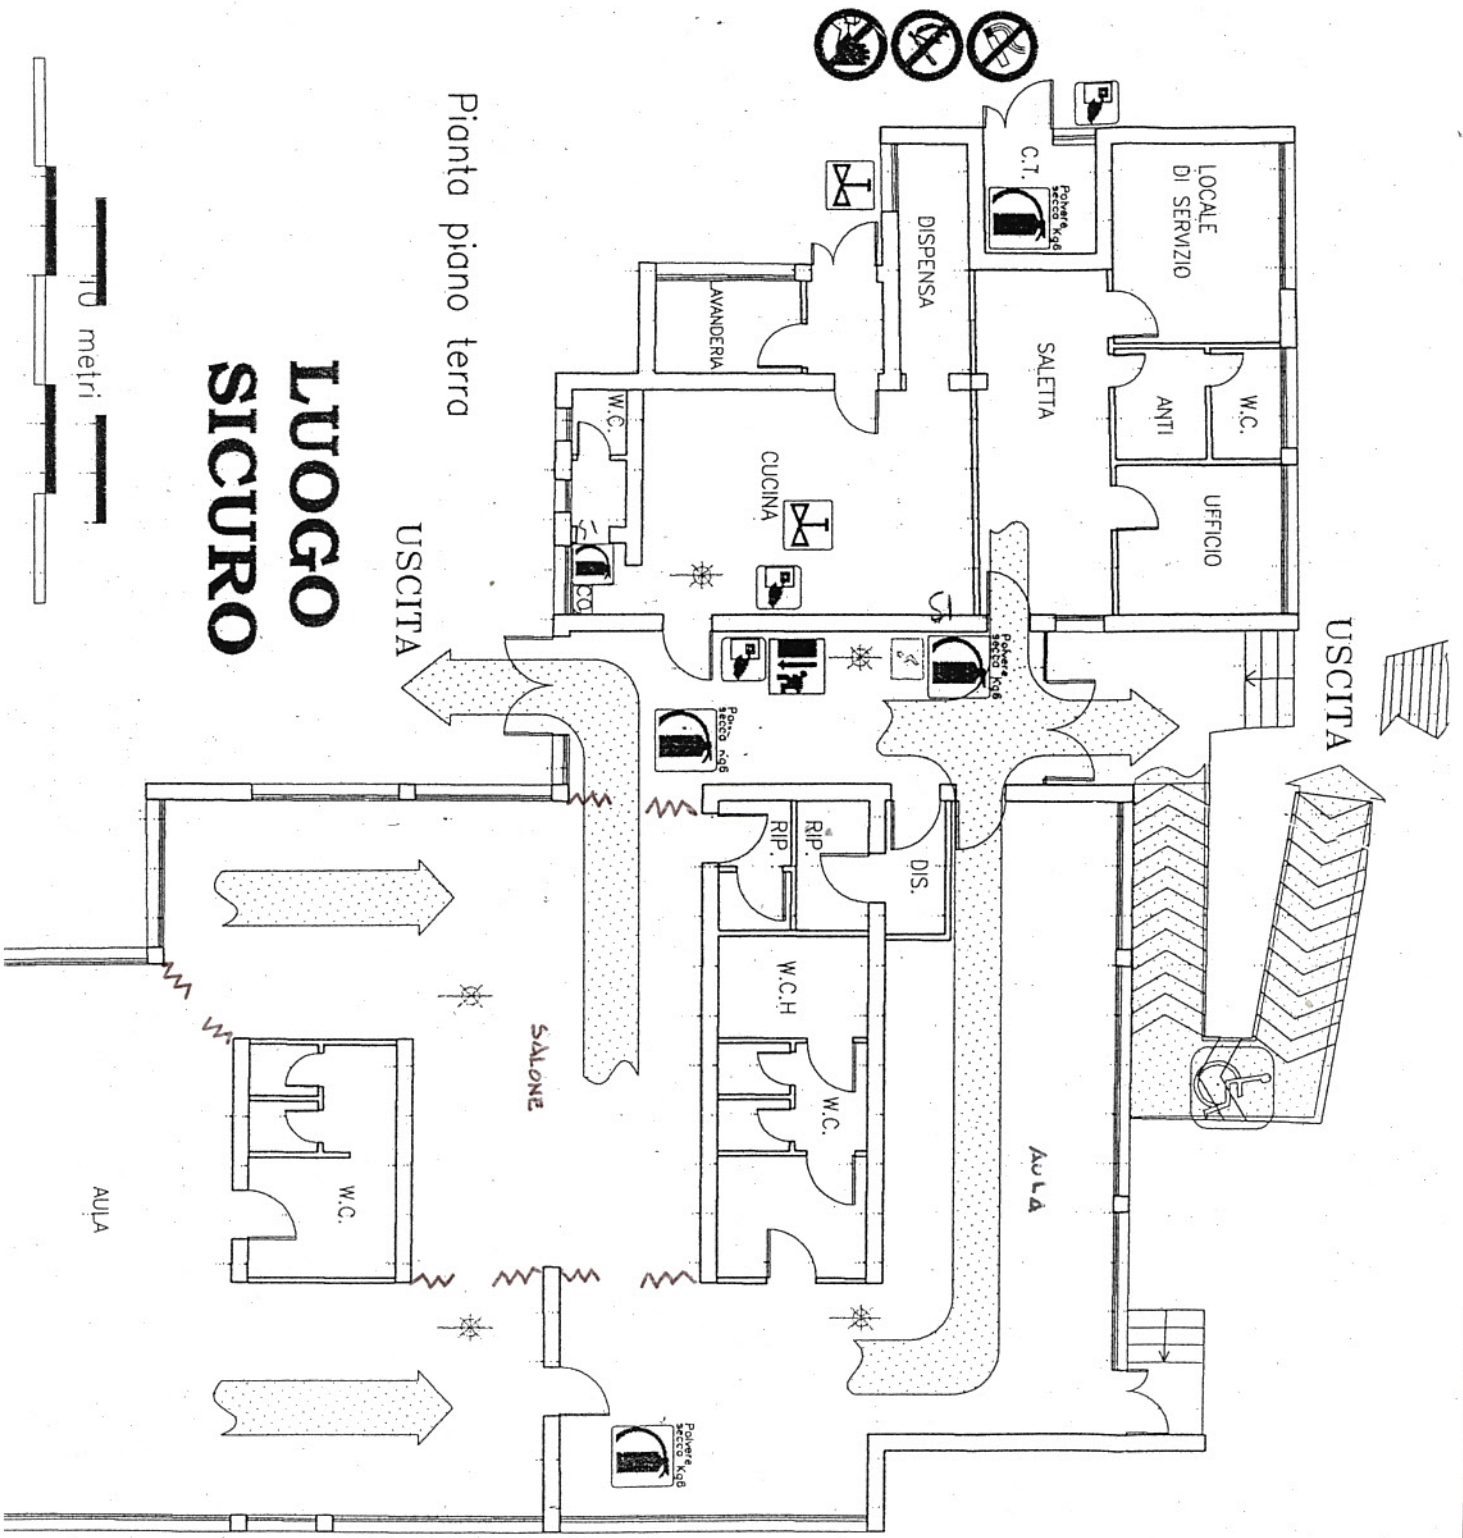 USCITA
LOCALE
DI SERVIZIO
C.T.
Polvere
secco Kg6
DISPENSA
SALETTA
ANTI
W.C.
UFFICIO
LAVANDERIA
W.C.
CUCINA
Polvere
secco Kg6
Pianta piano terra
10 metri
LUOGO
SICURO
USCITA
secco Kg6
RIP.
RIP.
DIS.
W.C.H
W.C.
SALONE
AULA
W.C.
AULA
Polvere
secco Kg6